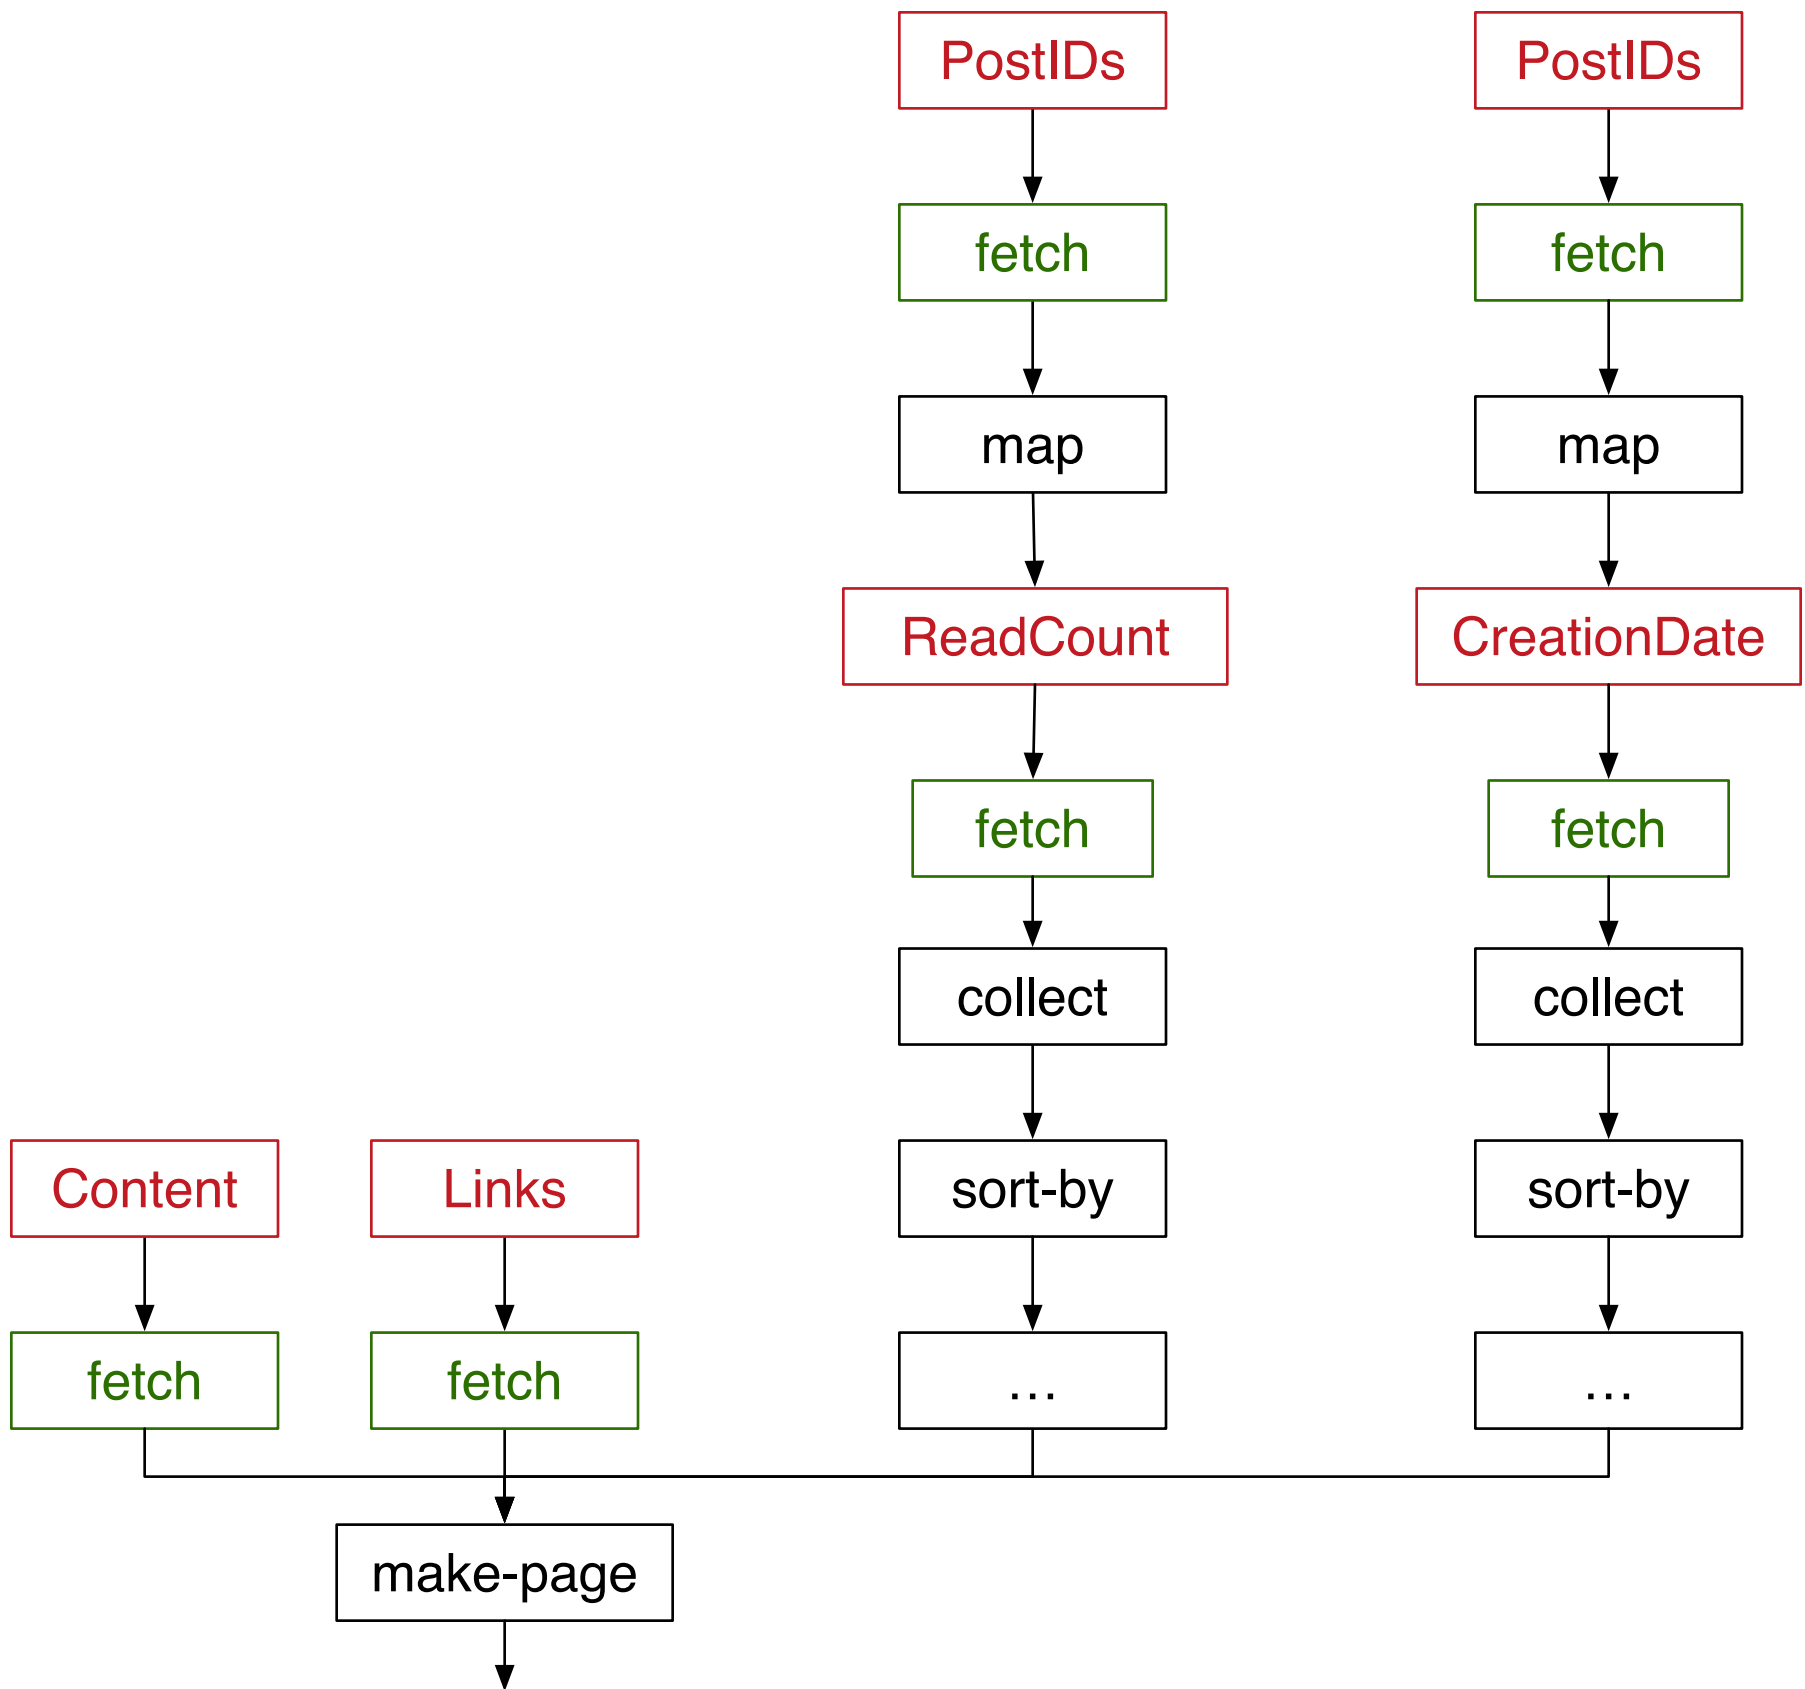 PostIDs
PostIDs
fetch
fetch
map
map
ReadCount
CreationDate
fetch
fetch
collect
collect
Content
Links
sort-by
sort-by
fetch
fetch
...
...
make-page